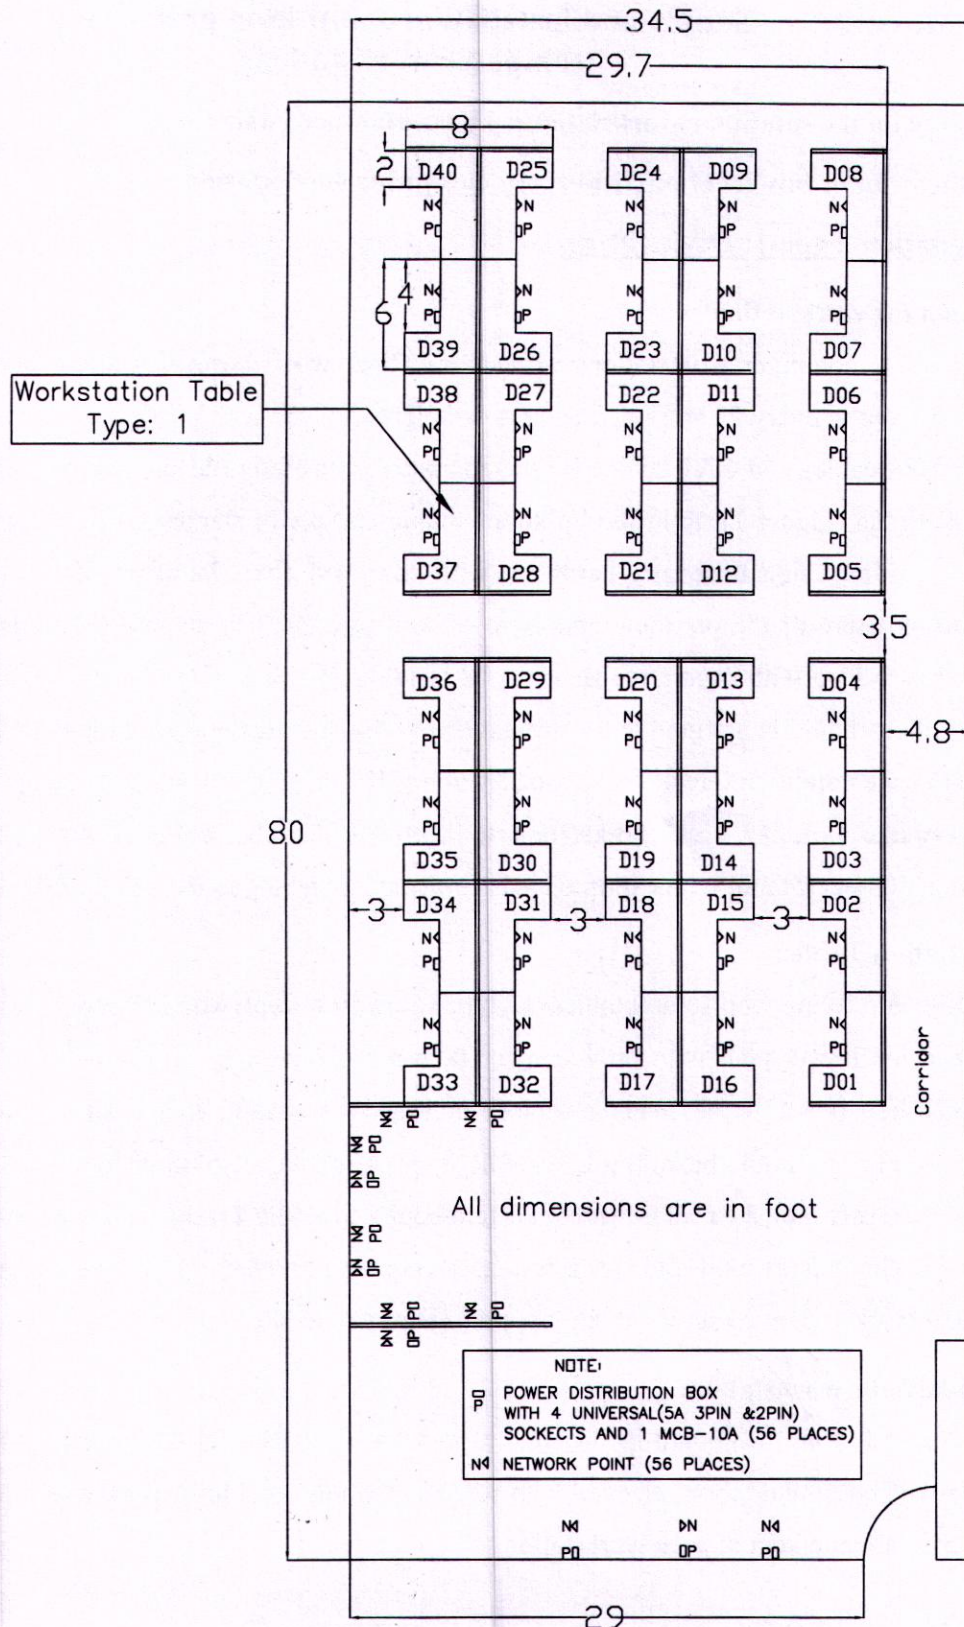 34.5
29.7
8
2
D40 D25 D24 D09 D08
N N N N N
P P P P P
6 4
N N N N N
P P P P P
D39 D26 D23 D10 D07
Workstation Table
Type: 1
D38 D27 D22 D11 D06
N N N N N
P P P P P
N N N N N
P P P P P
D37 D28 D21 D12 D05
3.5
D36 D29 D20 D13 D04
N N N N N
P P P P P
4.8
N N N N N
P P P P P
80
D35 D30 D19 D14 D03
D34 D31 D18 D15 D02
3 3 3
N N N N N
P P P P P
N N N N N
P P P P P
D33 D32 D17 D16 D01
Corridor
N P N P
N P
N P
All dimensions are in foot
N P
N P
N P N P
N P
NOTE:
P POWER DISTRIBUTION BOX
WITH 4 UNIVERSAL(5A 3PIN &2PIN)
SOCKECTS AND 1 MCB-10A (56 PLACES)
N NETWORK POINT (56 PLACES)
N N N
P P P
29